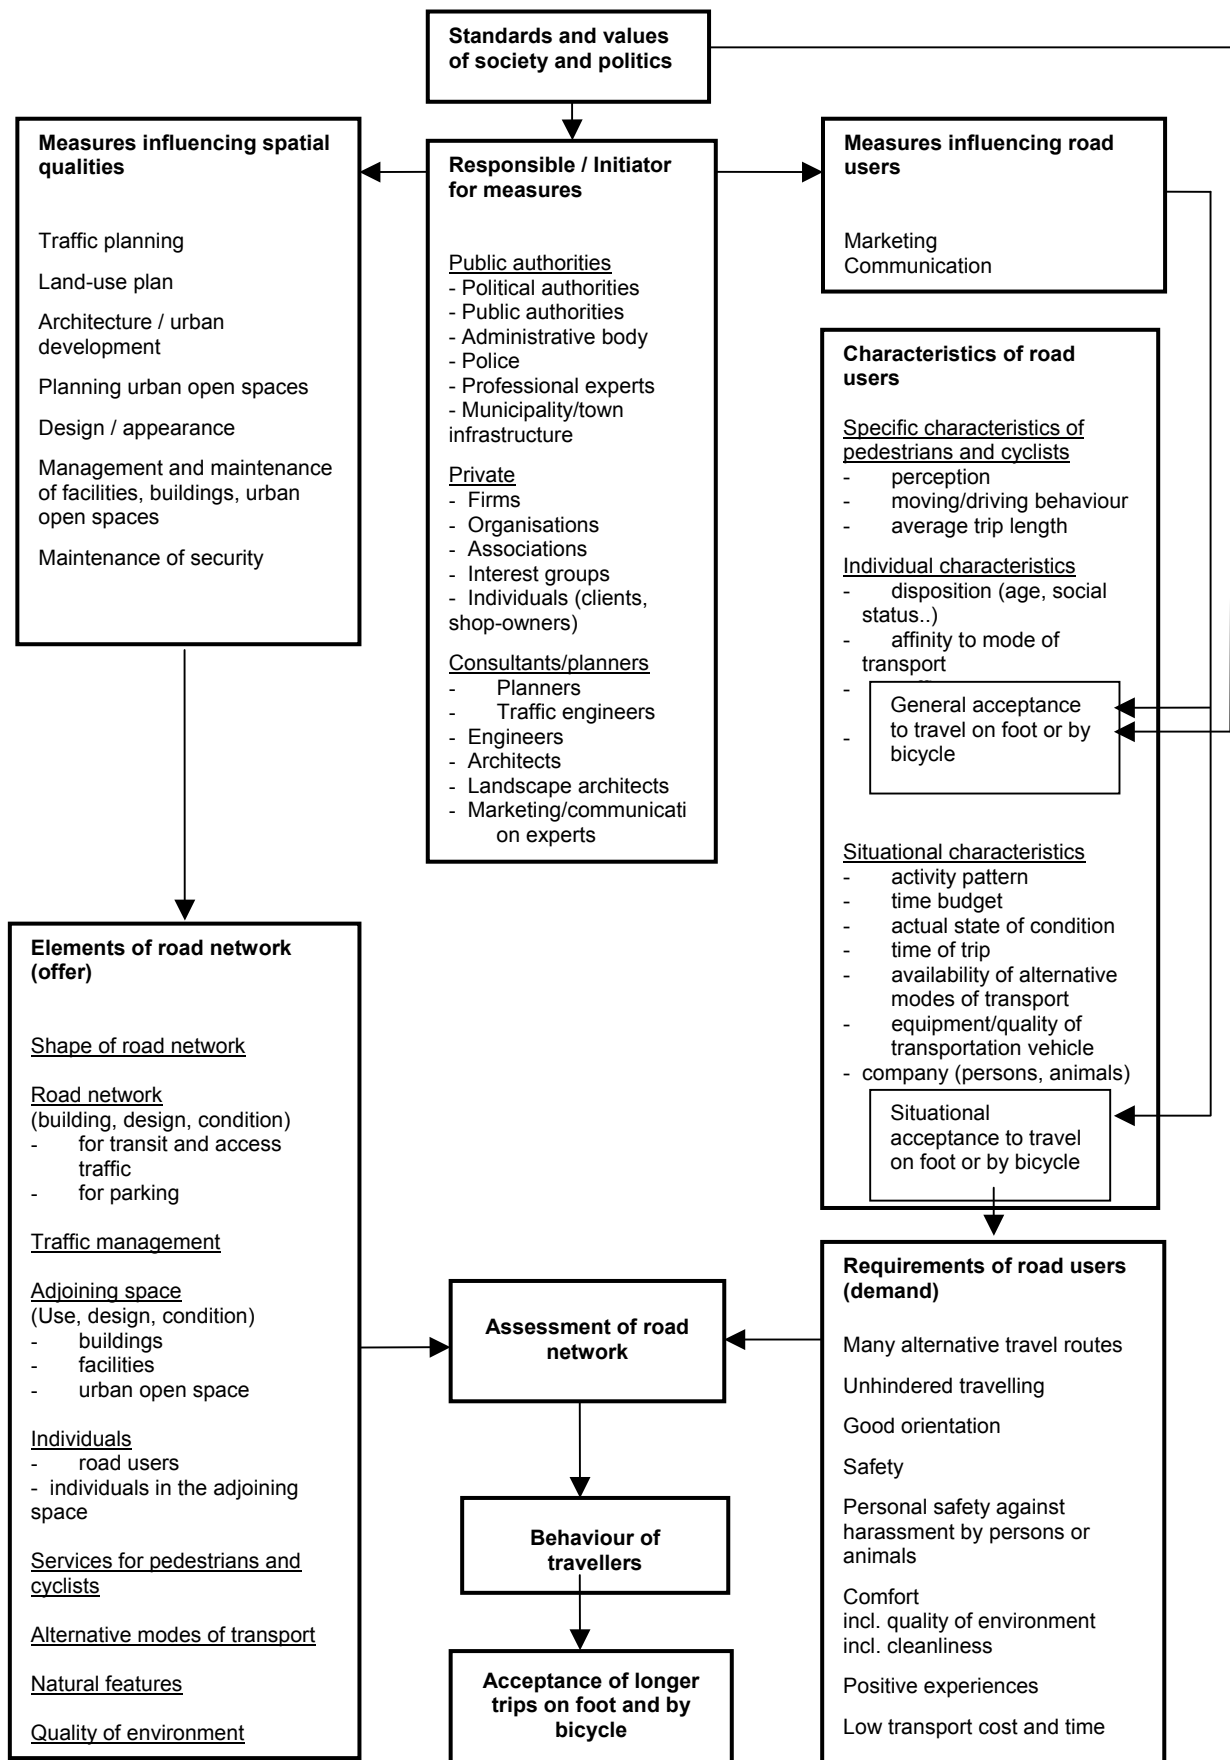 Standards and values
of society and politics
Measures influencing spatial
qualities
Traffic planning
Land-use plan
Architecture / urban
development
Planning urban open spaces
Design / appearance
Management and maintenance
of facilities, buildings, urban
open spaces
Maintenance of security
Responsible / Initiator
for measures
Public authorities
- Political authorities
- Public authorities
- Administrative body
- Police
- Professional experts
- Municipality/town
infrastructure
Private
- Firms
- Organisations
- Associations
- Interest groups
- Individuals (clients,
shop-owners)
Consultants/planners
- Planners
- Traffic engineers
- Engineers
- Architects
- Landscape architects
- Marketing/communicati
on experts
Measures influencing road
users
Marketing
Communication
Characteristics of road
users
Specific characteristics of
pedestrians and cyclists
- perception
- moving/driving behaviour
- average trip length
Individual characteristics
- disposition (age, social
status..)
- affinity to mode of
transport
-
General acceptance
to travel on foot or by
-
bicycle
Situational characteristics
- activity pattern
- time budget
- actual state of condition
- time of trip
- availability of alternative
modes of transport
- equipment/quality of
transportation vehicle
- company (persons, animals)
Situational
acceptance to travel
on foot or by bicycle
Elements of road network
(offer)
Shape of road network
Road network
(building, design, condition)
- for transit and access
traffic
- for parking
Traffic management
Adjoining space
(Use, design, condition)
- buildings
- facilities
- urban open space
Individuals
- road users
- individuals in the adjoining
space
Services for pedestrians and
cyclists
Alternative modes of transport
Natural features
Quality of environment
Assessment of road
network
Behaviour of
travellers
Acceptance of longer
trips on foot and by
bicycle
Requirements of road users
(demand)
Many alternative travel routes
Unhindered travelling
Good orientation
Safety
Personal safety against
harassment by persons or
animals
Comfort
incl. quality of environment
incl. cleanliness
Positive experiences
Low transport cost and time